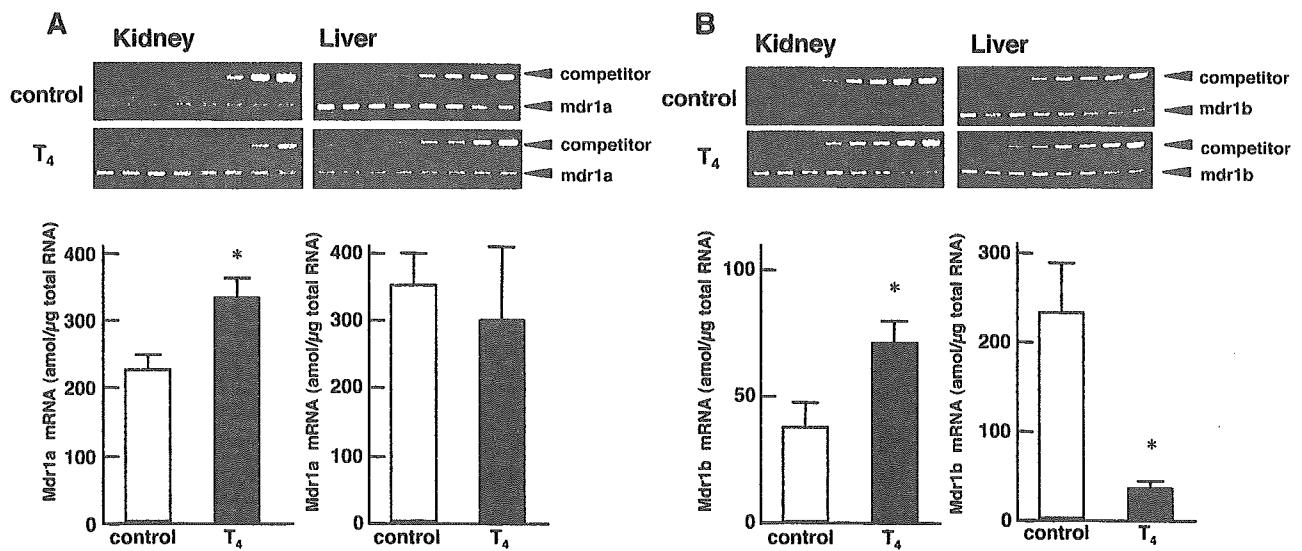 A
Kidney
Liver
control
competitor
mdr1a
T4
competitor
mdr1a
Mdr1a mRNA (amol/µg total RNA)
400
300
200
100
0
*
control
T4
Mdr1a mRNA (amol/µg total RNA)
400
300
200
100
0
control
T4
B
Kidney
Liver
control
competitor
mdr1b
T4
competitor
mdr1b
Mdr1b mRNA (amol/µg total RNA)
100
50
0
*
control
T4
Mdr1b mRNA (amol/µg total RNA)
300
200
100
0
*
control
T4